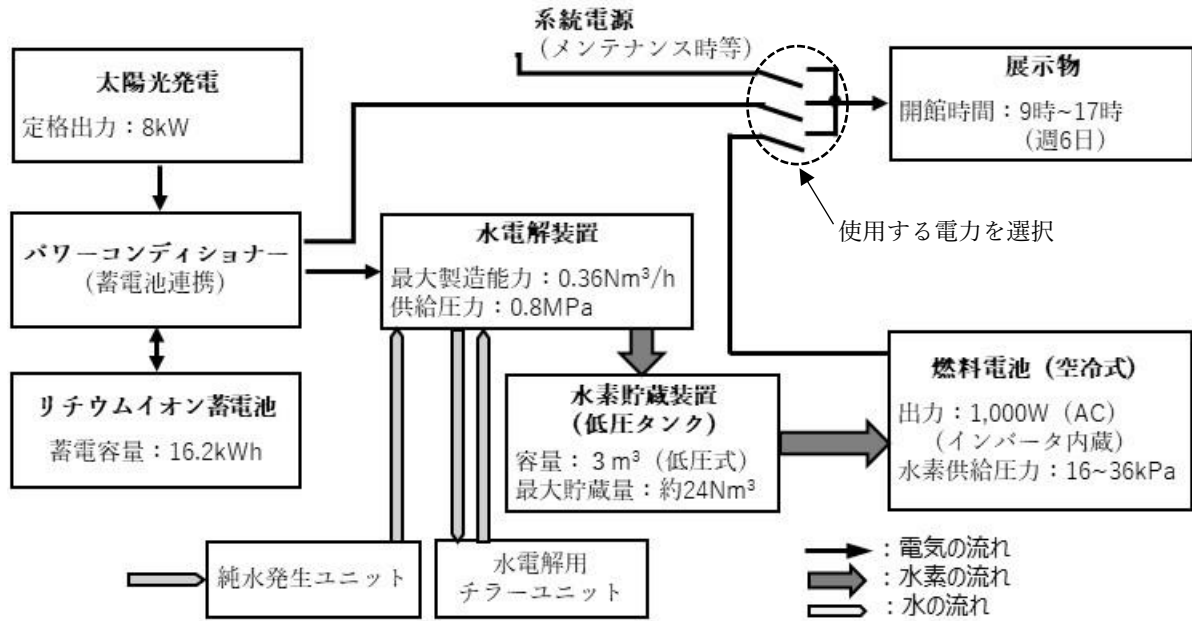 系統電源
(メンテナンス時等)
太陽光発電
定格出力：8kW
展示物
開館時間：9時~17時
(週6日)
使用する電力を選択
パワーコンディショナー
(蓄電池連携)
水電解装置
最大製造能力：0.36Nm³/h
供給圧力：0.8MPa
リチウムイオン蓄電池
蓄電容量：16.2kWh
水素貯蔵装置
(低圧タンク)
容量：３m³（低圧式）
最大貯蔵量：約24Nm³
燃料電池（空冷式）
出力：1,000W（AC）
（インバータ内蔵）
水素供給圧力：16~36kPa
純水発生ユニット
水電解用
チラーユニット
：電気の流れ
：水素の流れ
：水の流れ